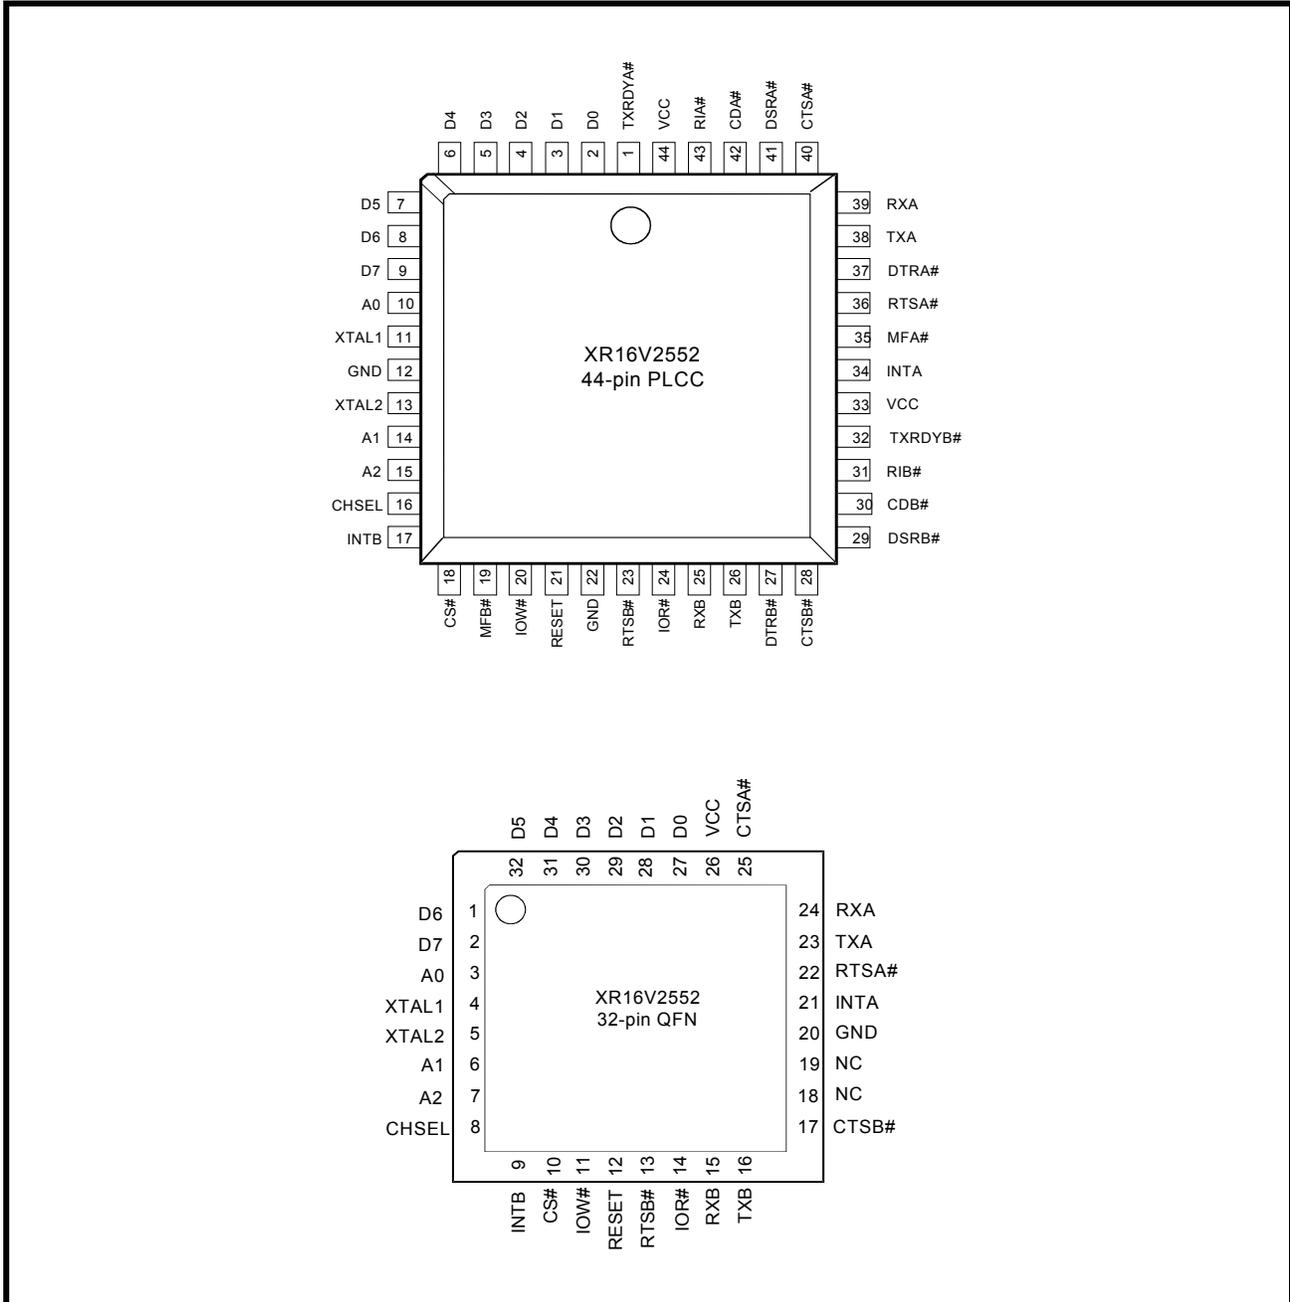 D4 D3 D2 D1 D0 TXRDYA# VCC RIA# CDA# DSRA# CTSA#
6 5 4 3 2 1 44 43 42 41 40
D5 7 39 RXA
D6 8 38 TXA
D7 9 37 DTRA#
A0 10 36 RTSA#
XTAL1 11 35 MFA#
XR16V2552
44-pin PLCC
GND 12 34 INTA
XTAL2 13 33 VCC
A1 14 32 TXRDYB#
A2 15 31 RIB#
CHSEL 16 30 CDB#
INTB 17 29 DSRB#
18 19 20 21 22 23 24 25 26 27 28
CS# MFB# IOW# RESET GND RTSB# IOR# RXB TXB DTRB# CTSB#
D5 D4 D3 D2 D1 D0 VCC CTSA#
32 31 30 29 28 27 26 25
D6 1 24 RXA
D7 2 23 TXA
A0 3 22 RTSA#
XR16V2552
32-pin QFN
XTAL1 4 21 INTA
XTAL2 5 20 GND
A1 6 19 NC
A2 7 18 NC
CHSEL 8 17 CTSB#
9 10 11 12 13 14 15 16
INTB CS# IOW# RESET RTSB# IOR# RXB TXB